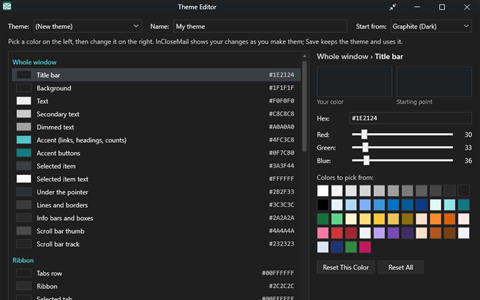 Theme Editor
Theme: (New theme) Name: My theme Start from: Graphite (Dark)
Pick a color on the left, then change it on the right. InCloseMail shows your changes as you make them; Save keeps the theme and uses it.
Whole window
Title bar #1E2124
Background #1F1F1F
Text #F0F0F0
Secondary text #C8C8C8
Dimmed text #A0A0A0
Accent (links, headings, counts) #4FC3C8
Accent buttons #0F7C80
Selected item #3A3F44
Selected item text #FFFFFF
Under the pointer #2B2F33
Lines and borders #3C3C3C
Info bars and boxes #2A2A2A
Scroll bar thumb #4A4A4A
Scroll bar track #232323
Ribbon
Tabs row #00FFFFFF
Ribbon #2C2C2C
Selected tab #00FFFFFF
Whole window › Title bar
Your color Starting point
Hex: #1E2124
Red: 30
Green: 33
Blue: 36
Colors to pick from:
Reset This Color Reset All